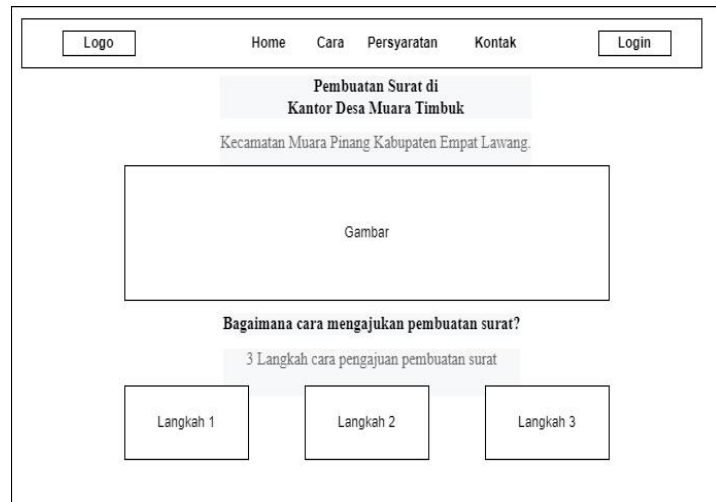 Logo Home Cara Persyaratan Kontak Login
Pembuatan Surat di
Kantor Desa Muara Timbuk
Kecamatan Muara Pinang Kabupaten Empat Lawang.
Gambar
Bagaimana cara mengajukan pembuatan surat?
3 Langkah cara pengajuan pembuatan surat
Langkah 1 Langkah 2 Langkah 3